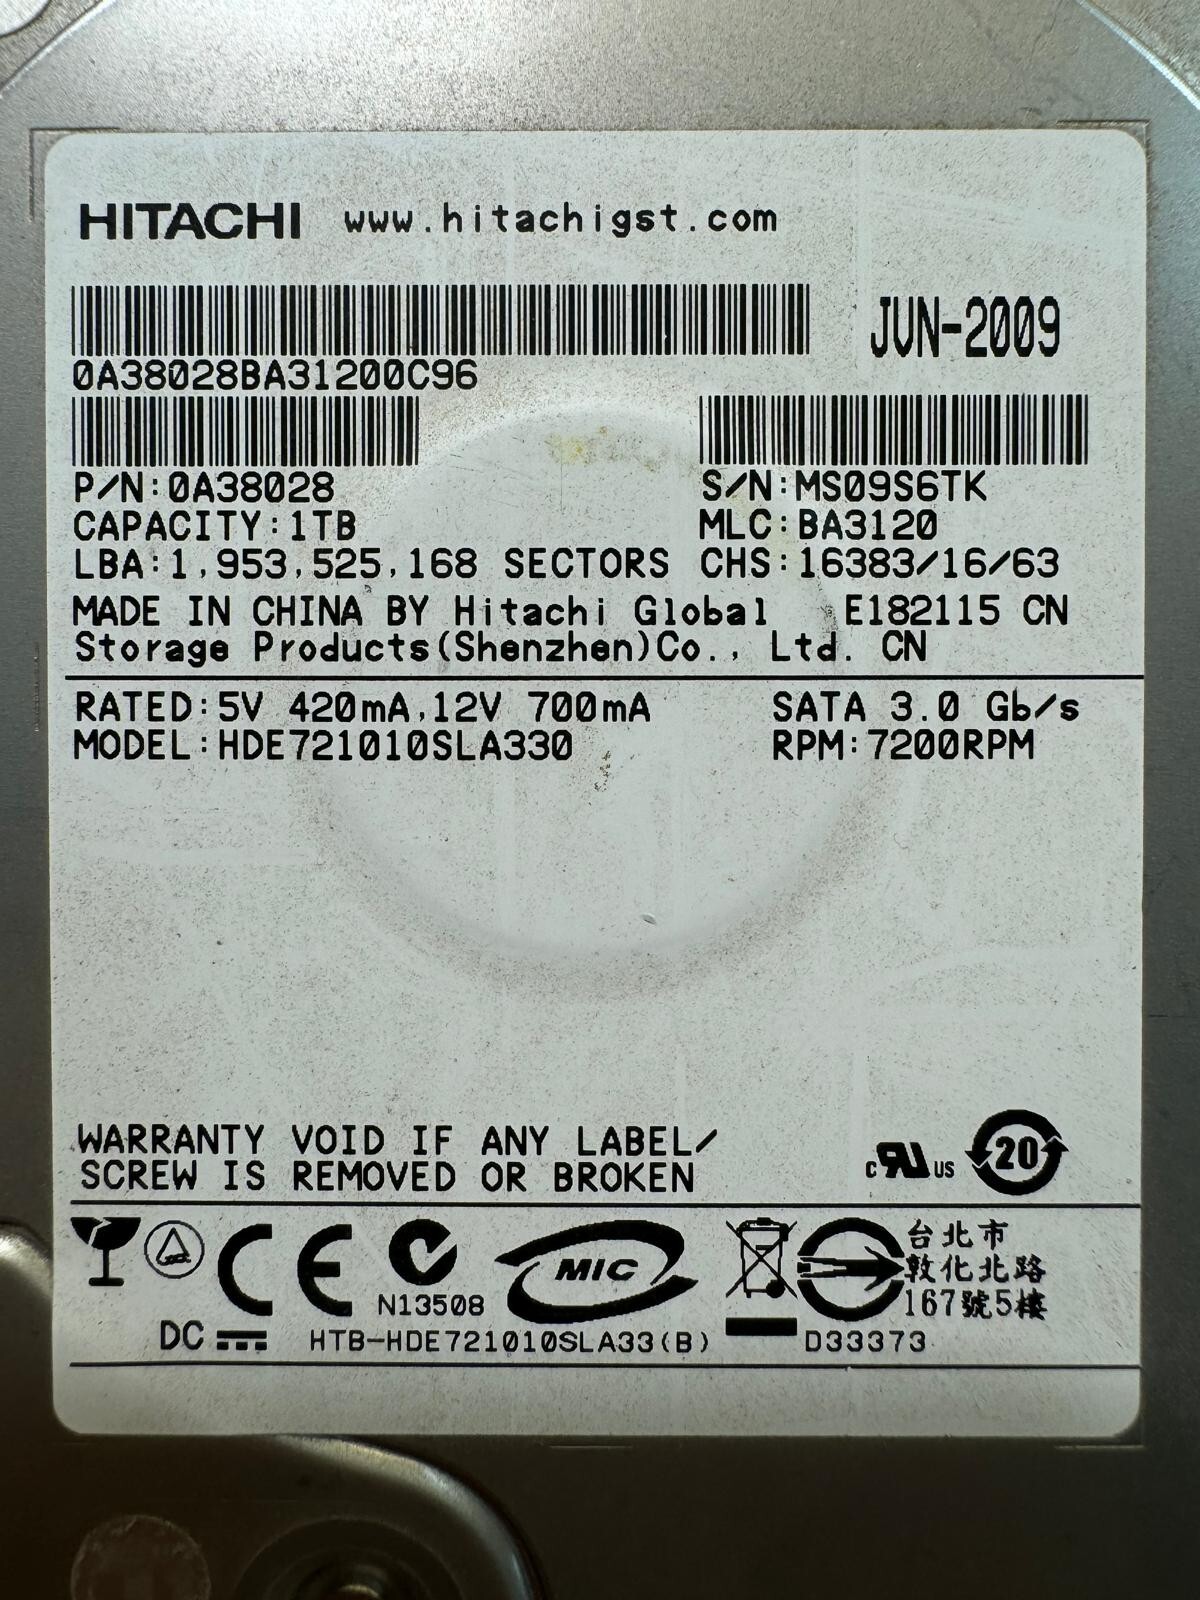 HITACHI www.hitachigst.com
JUN-2009
0A38028BA31200C96
P/N:0A38028 S/N:MS09S6TK
CAPACITY:1TB MLC:BA3120
LBA:1,953,525,168 SECTORS CHS:16383/16/63
MADE IN CHINA BY Hitachi Global E182115 CN
Storage Products(Shenzhen)Co., Ltd. CN
RATED:5V 420mA,12V 700mA SATA 3.0 Gb/s
MODEL:HDE721010SLA330 RPM:7200RPM
WARRANTY VOID IF ANY LABEL/
SCREW IS REMOVED OR BROKEN
c RU us 20
CE MIC
台北市
敦化北路
N13508 167號5樓
DC HTB-HDE721010SLA33(B) D33373